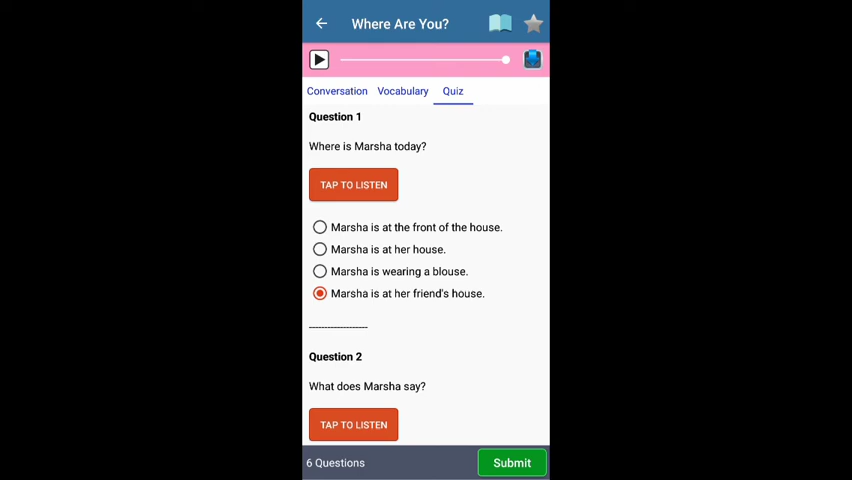 Where Are You?
Conversation Vocabulary Quiz
Question 1
Where is Marsha today?
TAP TO LISTEN
Marsha is at the front of the house.
Marsha is at her house.
Marsha is wearing a blouse.
Marsha is at her friend's house.
-------------------
Question 2
What does Marsha say?
TAP TO LISTEN
6 Questions Submit